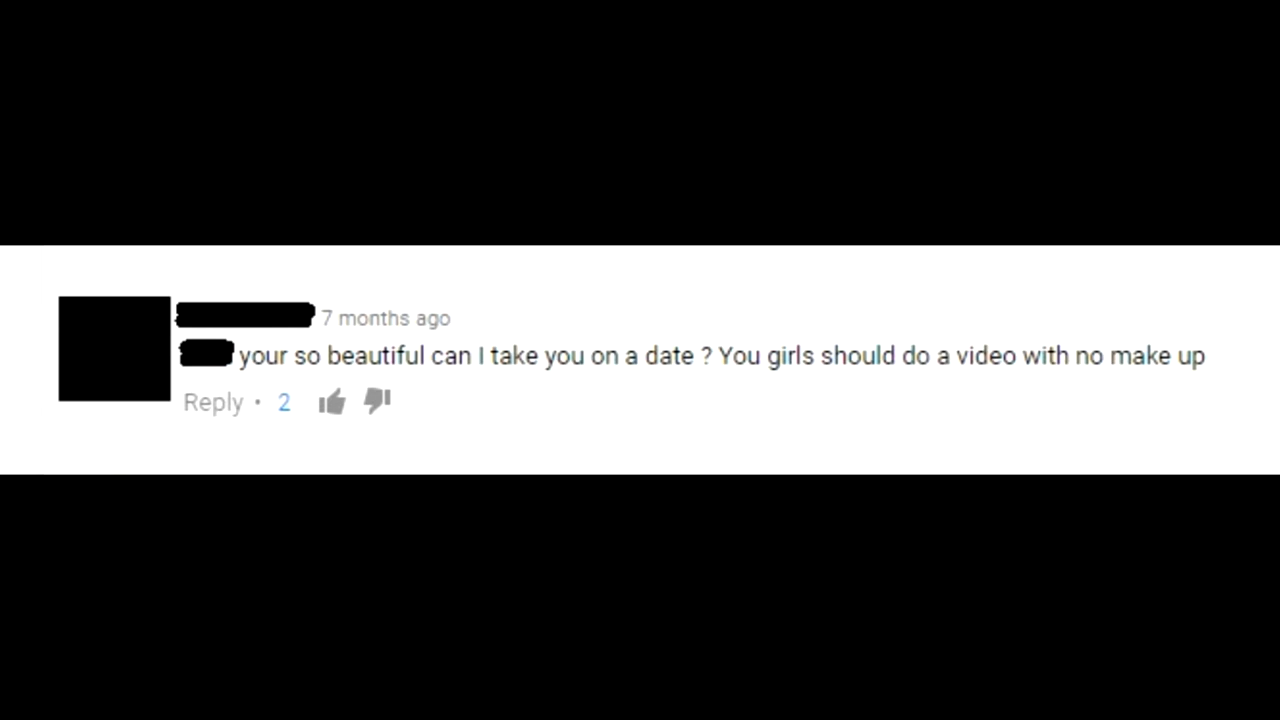 7 months ago
your so beautiful can I take you on a date ? You girls should do a video with no make up
Reply • 2